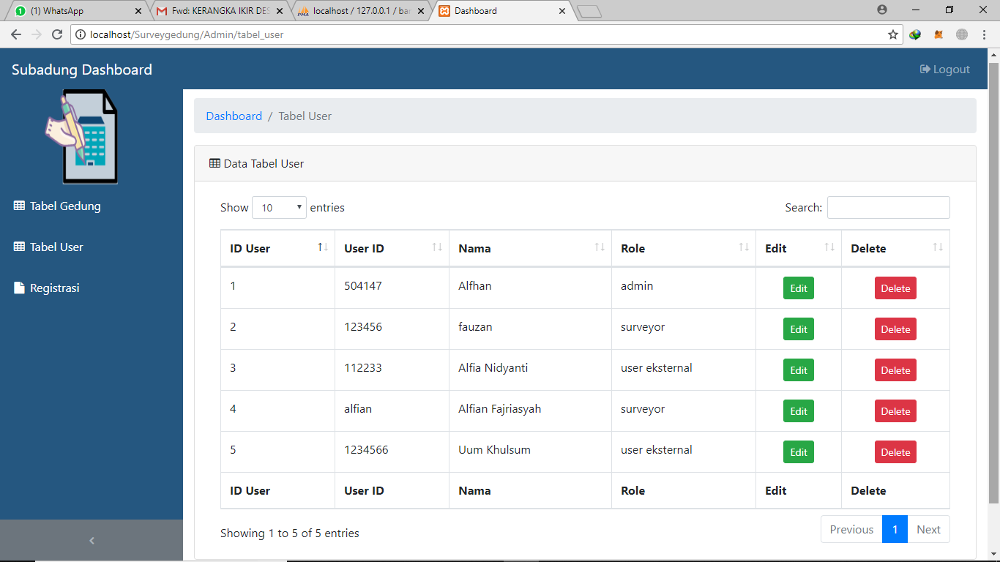 (1) WhatsApp
Fwd: KERANGKA IKIR DES
PMA localhost / 127.0.0.1 / bar
Dashboard
localhost/Surveygedung/Admin/tabel_user
Subadung Dashboard
Logout
Dashboard / Tabel User
Data Tabel User
Tabel Gedung
Tabel User
Registrasi
Show 10 entries
Search:
ID User User ID Nama Role Edit Delete
1 504147 Alfhan admin Edit Delete
2 123456 fauzan surveyor Edit Delete
3 112233 Alfia Nidyanti user eksternal Edit Delete
4 alfian Alfian Fajriasyah surveyor Edit Delete
5 1234566 Uum Khulsum user eksternal Edit Delete
ID User User ID Nama Role Edit Delete
Showing 1 to 5 of 5 entries
Previous 1 Next